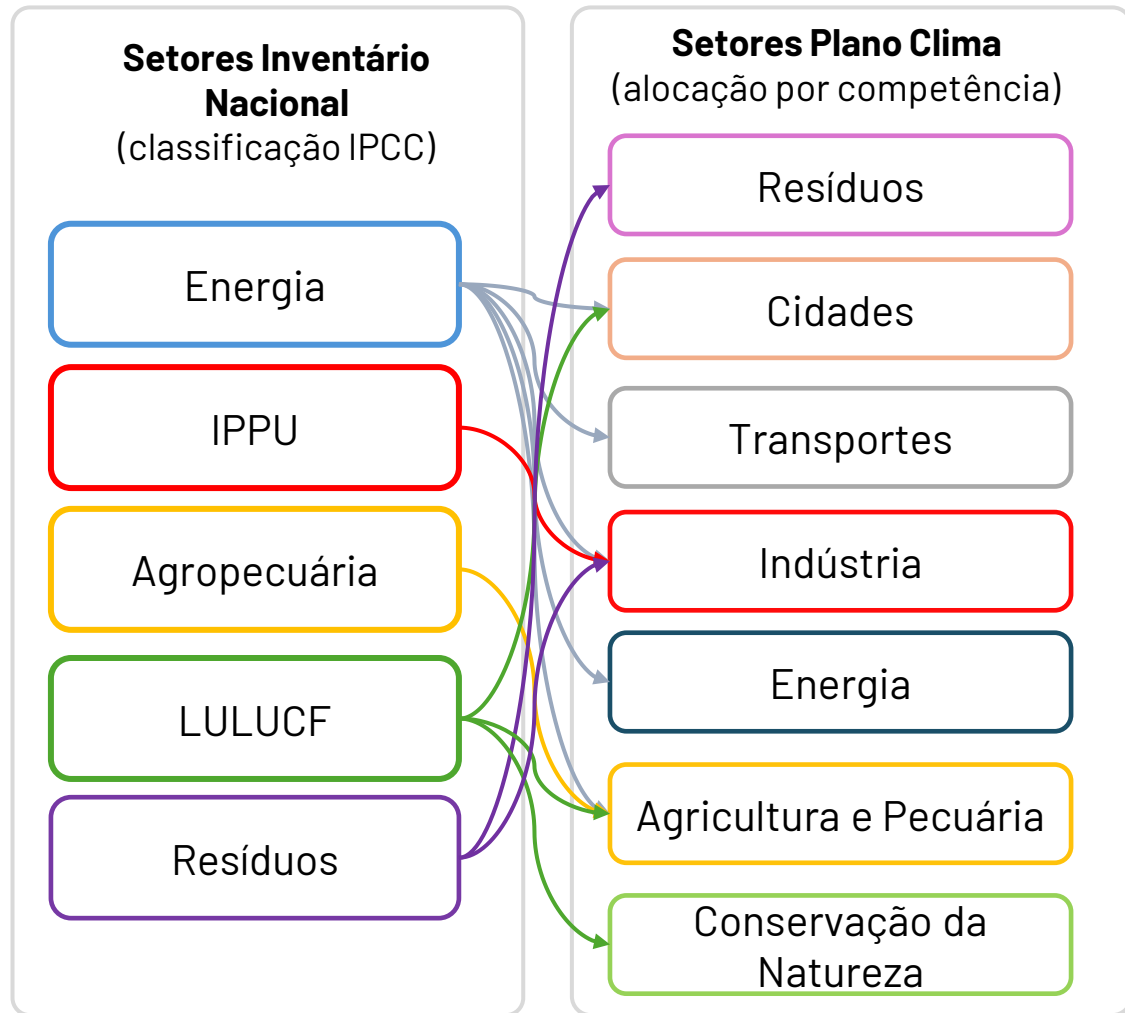 Setores Inventário
Nacional
(classificação IPCC)
Energia
IPPU
Agropecuária
LULUCF
Resíduos
Setores Plano Clima
(alocação por competência)
Resíduos
Cidades
Transportes
Indústria
Energia
Agricultura e Pecuária
Conservação da
Natureza